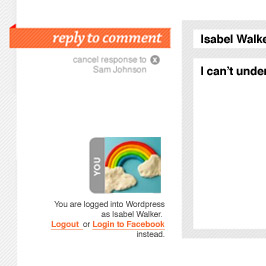 reply to comment
cancel response to x
Sam Johnson
YOU
You are logged into Wordpress
as Isabel Walker.
Logout or Login to Facebook
instead.
Isabel Walke
I can't unde